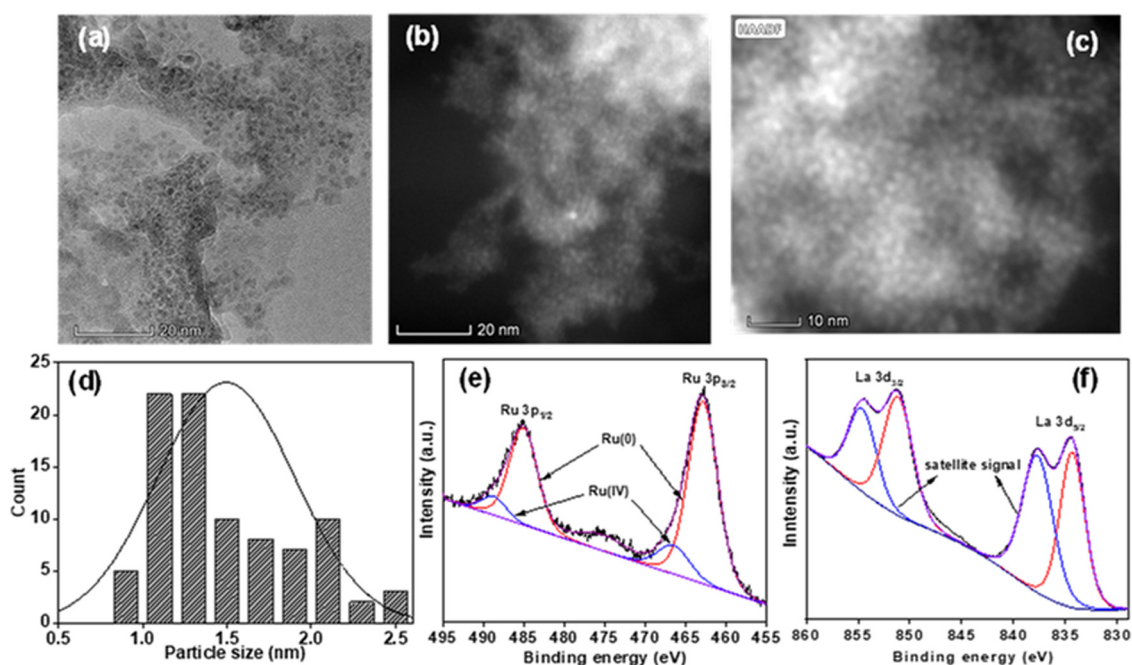 (a)
20 nm
(b)
20 nm
HAADF
(c)
10 nm
(d)
25
20
15
10
5
0
Count
0.5 1.0 1.5 2.0 2.5
Particle size (nm)
(e)
Ru 3p1/2
Ru 3p3/2
Ru(0)
Ru(IV)
Intensity (a.u.)
495 490 485 480 475 470 465 460 455
Binding energy (eV)
(f)
La 3d3/2
La 3d5/2
satellite signal
Inntensity (a.u.)
860 855 850 845 840 835 830
Binding energy (eV)